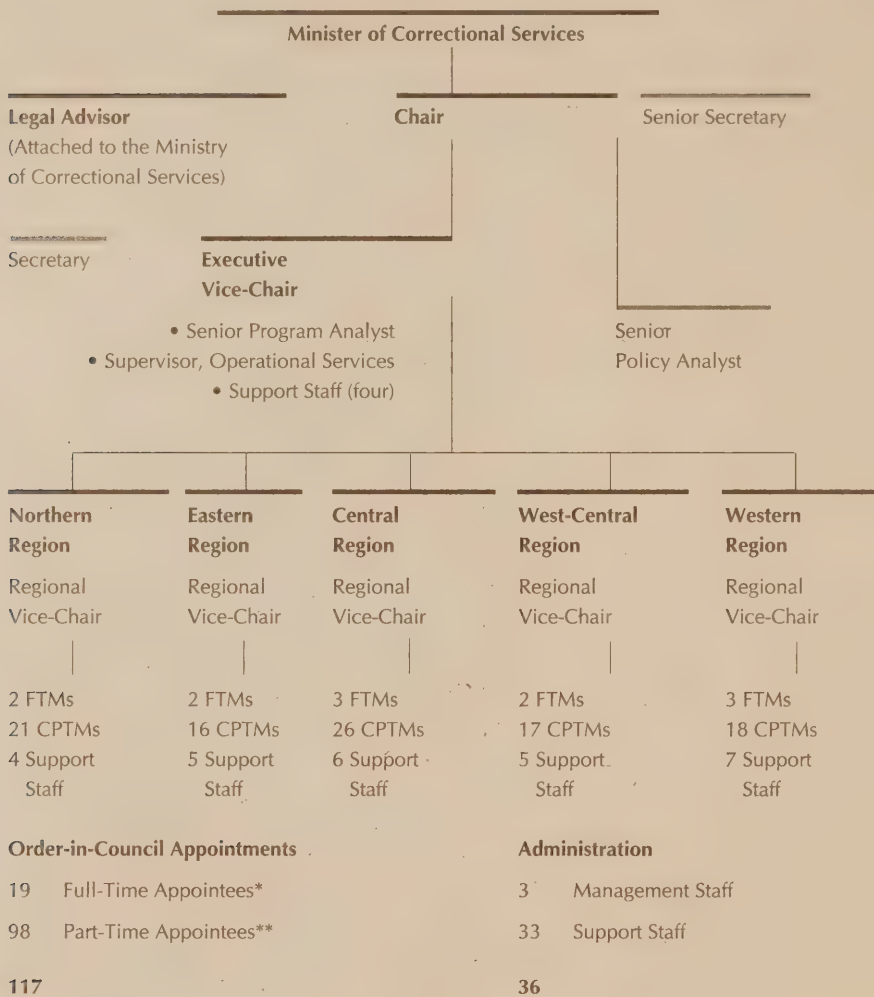 Minister of Correctional Services
Legal Advisor
(Attached to the Ministry
of Correctional Services)
Chair
Senior Secretary
Secretary
Executive
Vice-Chair
• Senior Program Analyst
• Supervisor, Operational Services
• Support Staff (four)
Senior
Policy Analyst
Northern
Region
Regional
Vice-Chair
2 FTMs
21 CPTMs
4 Support
Staff
Eastern
Region
Regional
Vice-Chair
2 FTMs
16 CPTMs
5 Support
Staff
Central
Region
Regional
Vice-Chair
3 FTMs
26 CPTMs
6 Support
Staff
West-Central
Region
Regional
Vice-Chair
2 FTMs
17 CPTMs
5 Support
Staff
Western
Region
Regional
Vice-Chair
3 FTMs
18 CPTMs
7 Support
Staff
Order-in-Council Appointments
19 Full-Time Appointees*
98 Part-Time Appointees**
117
Administration
3 Management Staff
33 Support Staff
36